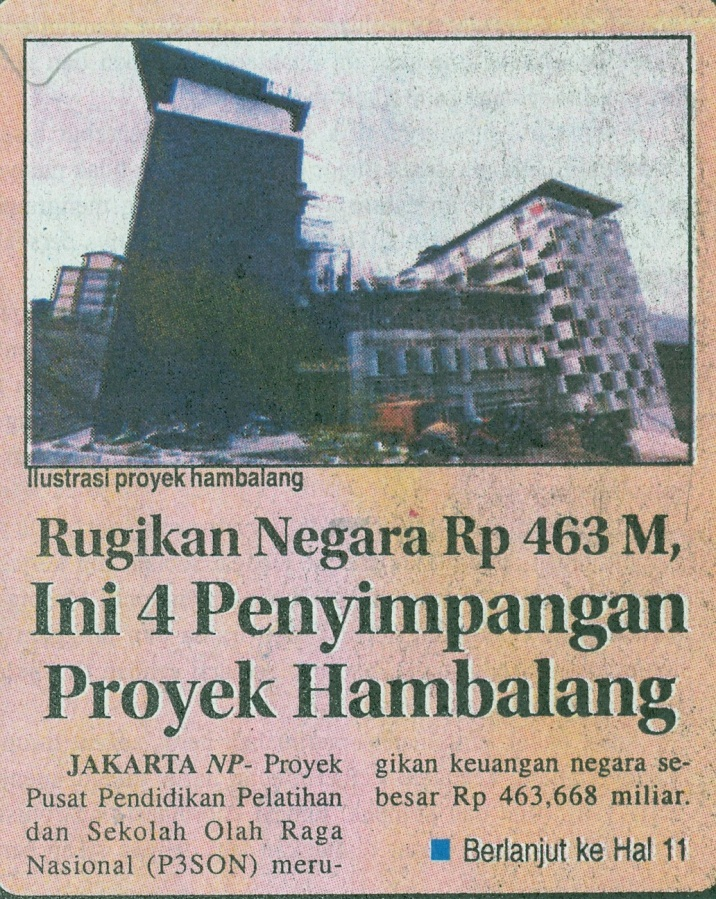 Ilustrasi proyek hambalang
Rugikan Negara Rp 463 M,
Ini 4 Penyimpangan
Proyek Hambalang
JAKARTA NP- Proyek
Pusat Pendidikan Pelatihan
dan Sekolah Olah Raga
Nasional (P3SON) meru-
gikan keuangan negara se-
besar Rp 463,668 miliar.
Berlanjut ke Hal 11